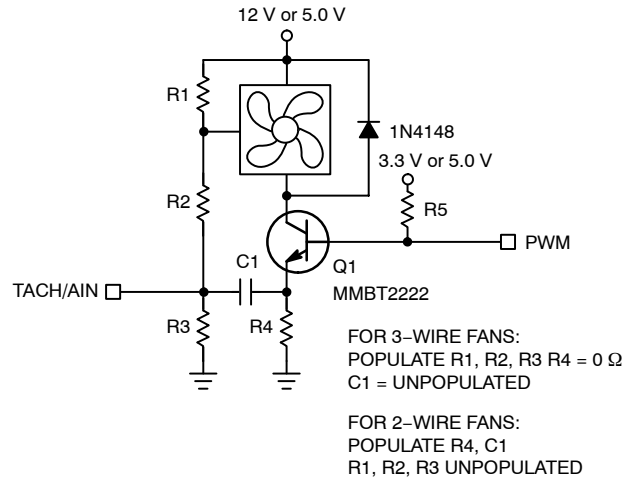 12 V or 5.0 V
R1
1N4148
3.3 V or 5.0 V
R2
R5
PWM
C1
Q1
TACH/AIN
MMBT2222
R3
R4
FOR 3−WIRE FANS:
POPULATE R1, R2, R3 R4 = 0 Ω
C1 = UNPOPULATED
FOR 2−WIRE FANS:
POPULATE R4, C1
R1, R2, R3 UNPOPULATED